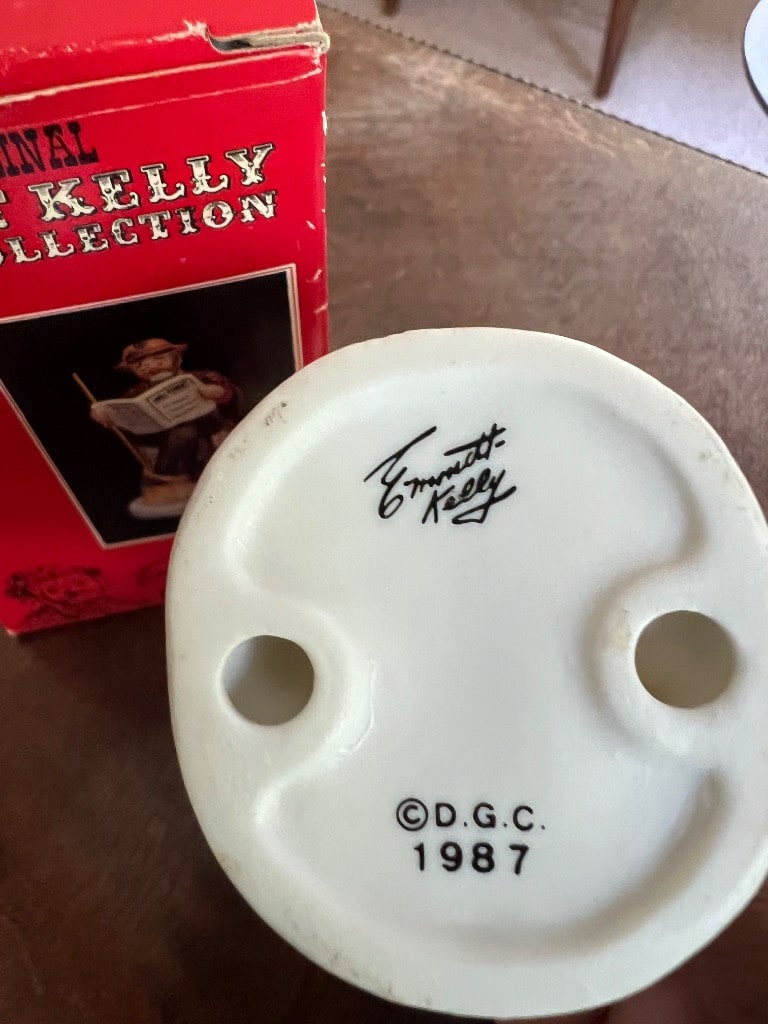 INAL
KELLY
LLECTION
Emmett
Kelly
©D.G.C.
1987